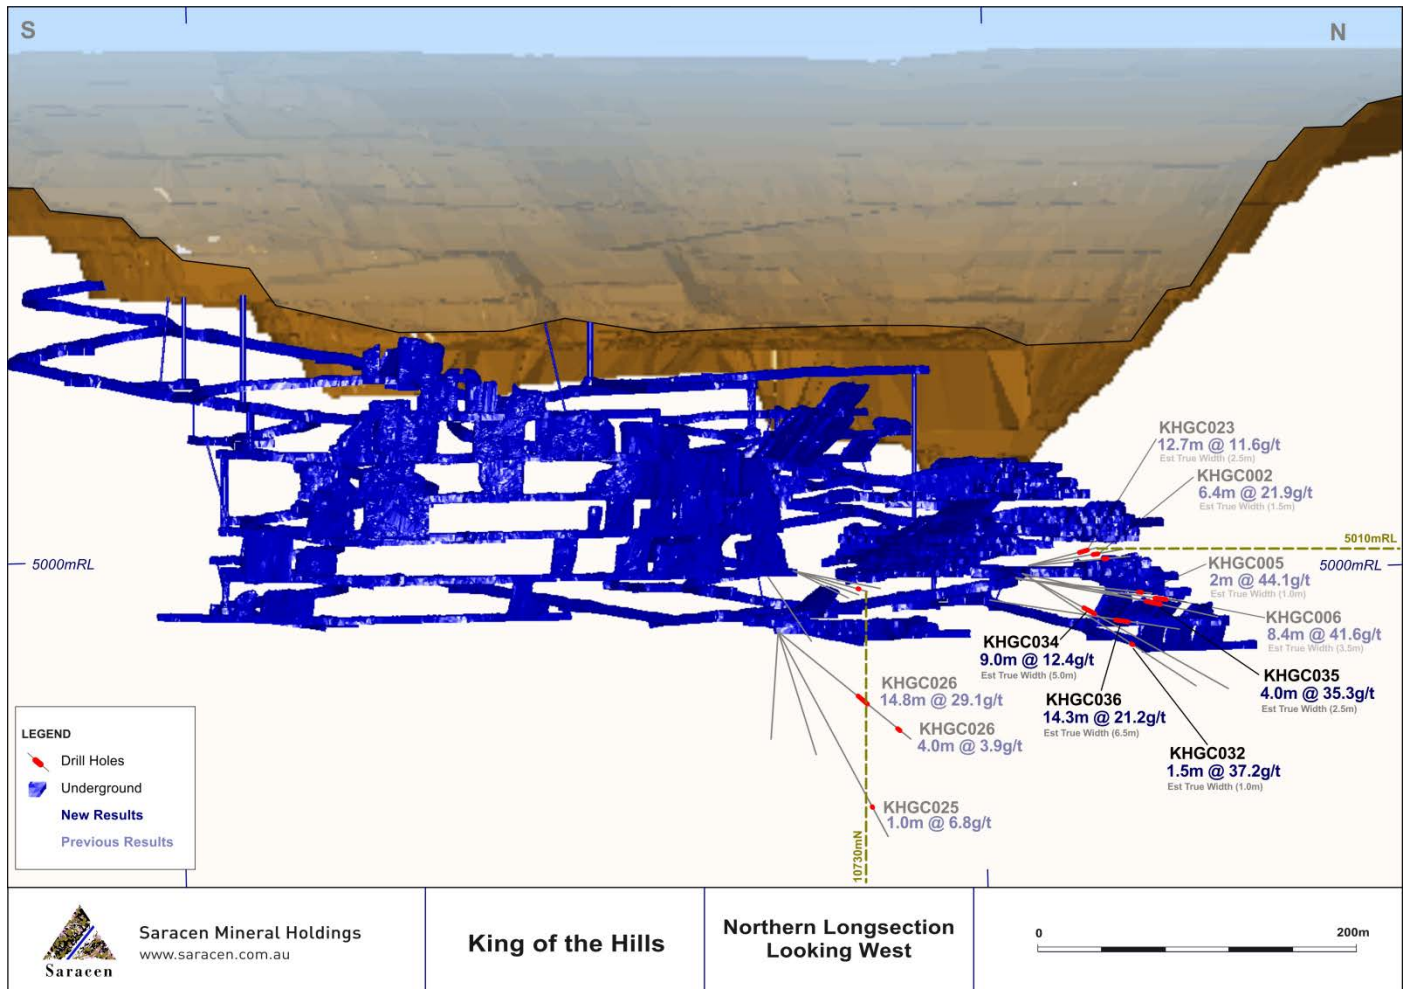 S
N
KHGC023
12.7m @ 11.6g/t
Est True Width (2.5m)
KHGC002
6.4m @ 21.9g/t
Est True Width (1.5m)
5010mRL
5000mRL
5000mRL
KHGC005
2m @ 44.1g/t
Est True Width (1.0m)
KHGC006
8.4m @ 41.6g/t
Est True Width (3.5m)
KHGC034
9.0m @ 12.4g/t
Est True Width (5.0m)
KHGC035
4.0m @ 35.3g/t
Est True Width (2.5m)
KHGC036
14.3m @ 21.2g/t
Est True Width (6.5m)
KHGC032
1.5m @ 37.2g/t
Est True Width (1.0m)
KHGC026
14.8m @ 29.1g/t
KHGC026
4.0m @ 3.9g/t
KHGC025
1.0m @ 6.8g/t
10730mN
LEGEND
Drill Holes
Underground
New Results
Previous Results
Saracen
Saracen Mineral Holdings
www.saracen.com.au
King of the Hills
Northern Longsection
Looking West
0
200m